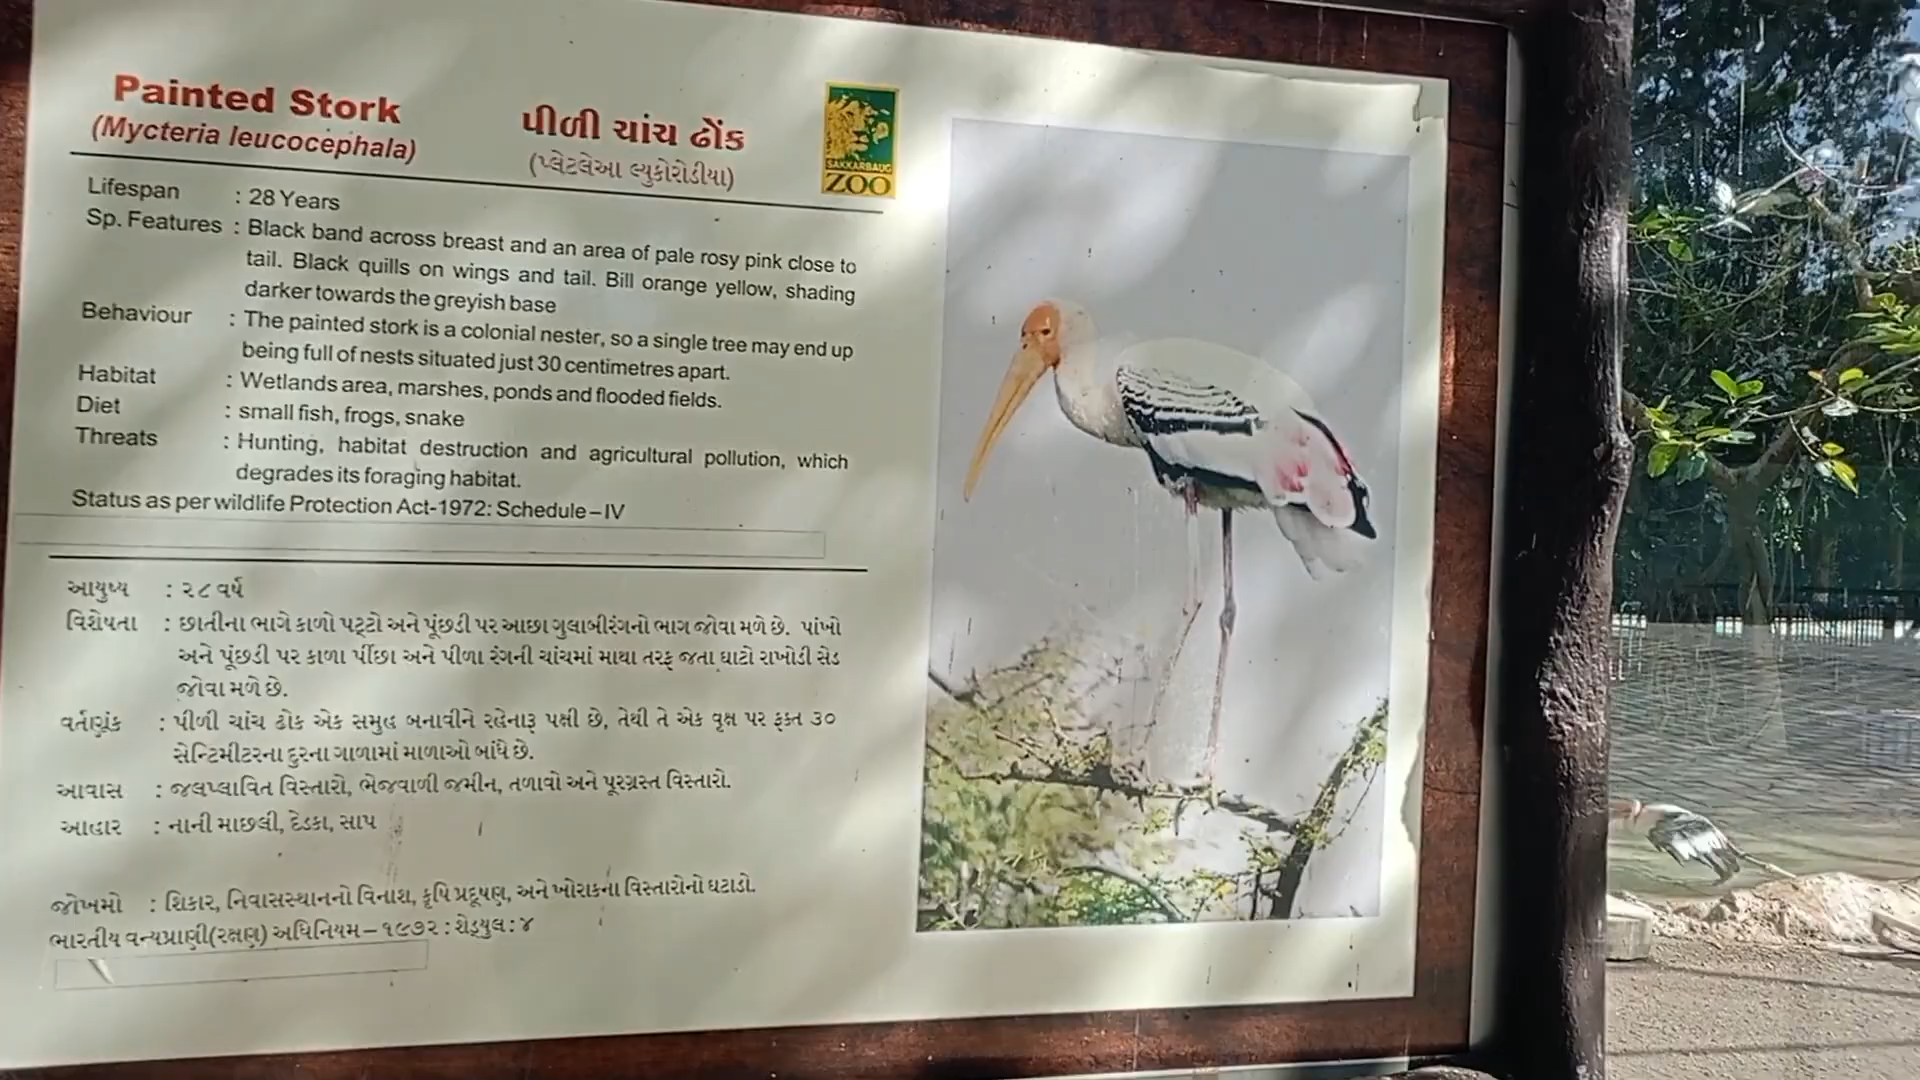 Painted Stork
(Mycteria leucocephala)
પીળી ચાંચ ઢોંક
(પ્લેટલેઆ લ્યુકોરોડીયા)
SAKKARBAUG
ZOO
Lifespan : 28 Years
Sp. Features : Black band across breast and an area of pale rosy pink close to
tail. Black quills on wings and tail. Bill orange yellow, shading
darker towards the greyish base
Behaviour : The painted stork is a colonial nester, so a single tree may end up
being full of nests situated just 30 centimetres apart.
Habitat : Wetlands area, marshes, ponds and flooded fields.
Diet : small fish, frogs, snake
Threats : Hunting, habitat destruction and agricultural pollution, which
degrades its foraging habitat.
Status as per wildlife Protection Act-1972: Schedule – IV
આયુષ્ય : ૨૮ વર્ષ
વિશેષતા : છાતીના ભાગે કાળો પટ્ટો અને પૂંછડી પર આછા ગુલાબીરંગનો ભાગ જોવા મળે છે. પાંખો
અને પૂંછડી પર કાળા પીંછા અને પીળા રંગની ચાંચમાં માથા તરફ જતા ઘાટો રાખોડી સેડ
જોવા મળે છે.
વર્તણૂંક : પીળી ચાંચ ઢોક એક સમુહ બનાવીને રહેનારૂ પક્ષી છે, તેથી તે એક વૃક્ષ પર ફક્ત ૩૦
સેન્ટિમીટરના દુરના ગાળામાં માળાઓ બાંધે છે.
આવાસ : જલપ્લાવિત વિસ્તારો, ભેજવાળી જમીન, તળાવો અને પૂરગ્રસ્ત વિસ્તારો.
આહાર : નાની માછલી, દેડકા, સાપ
જોખમો : શિકાર, નિવાસસ્થાનનો વિનાશ, કૃષિ પ્રદૂષણ, અને ખોરાકના વિસ્તારોનો ઘટાડો.
ભારતીય વન્યપ્રાણી(રક્ષણ) અધિનિયમ – ૧૯૭૨ : શેડ્યુલ : ૪